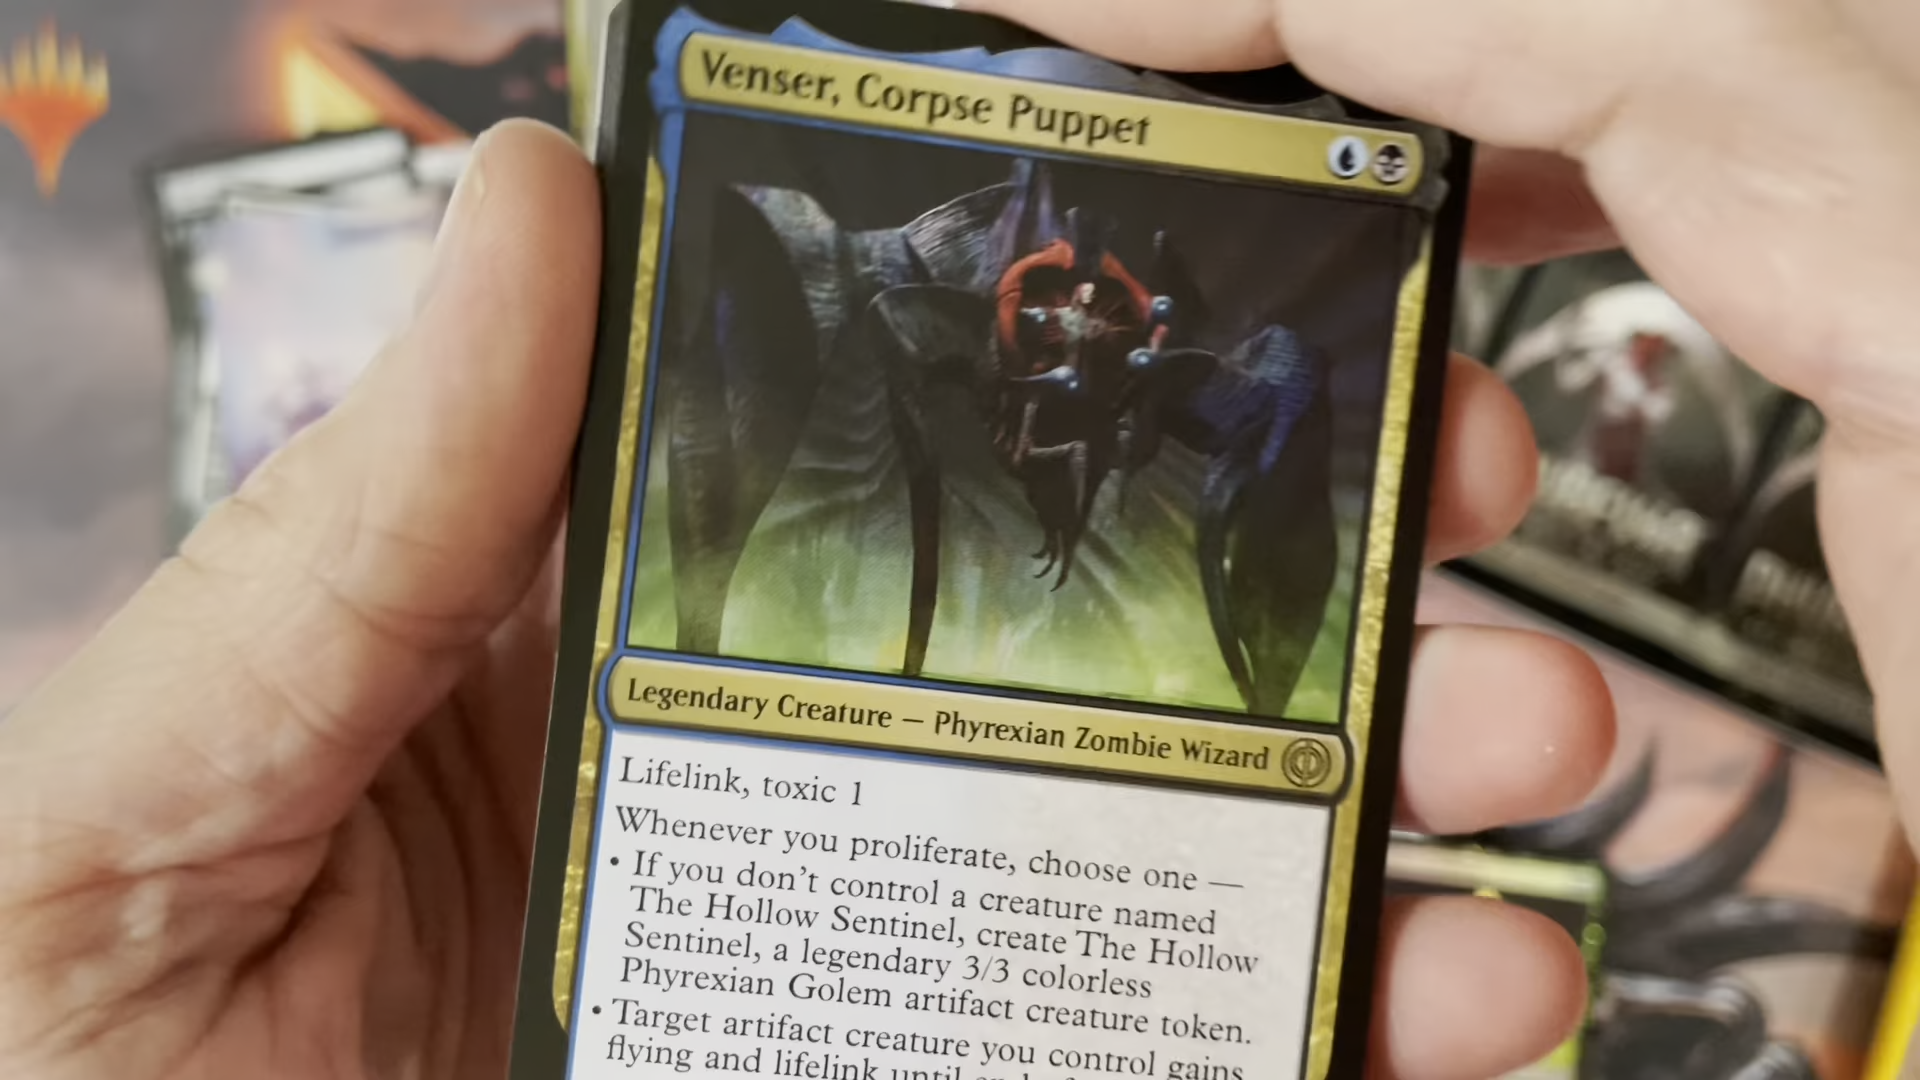 Venser, Corpse Puppet
Legendary Creature — Phyrexian Zombie Wizard
Lifelink, toxic 1
Whenever you proliferate, choose one —
• If you don't control a creature named
The Hollow Sentinel, create The Hollow
Sentinel, a legendary 3/3 colorless
Phyrexian Golem artifact creature token.
• Target artifact creature you control gains
flying and lifelink until